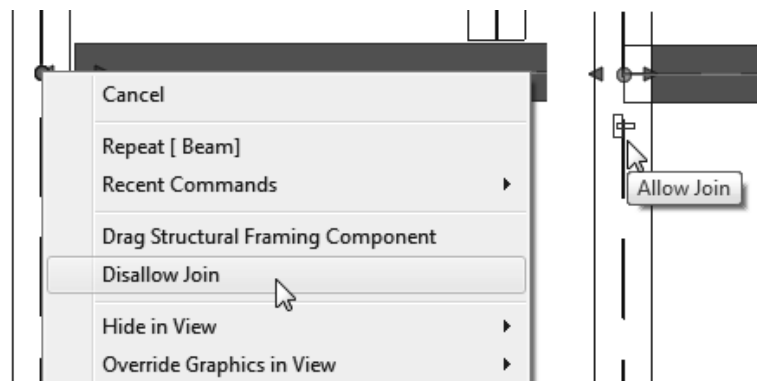 Cancel
Repeat [ Beam]
Recent Commands
Drag Structural Framing Component
Disallow Join
Hide in View
Override Graphics in View
Allow Join